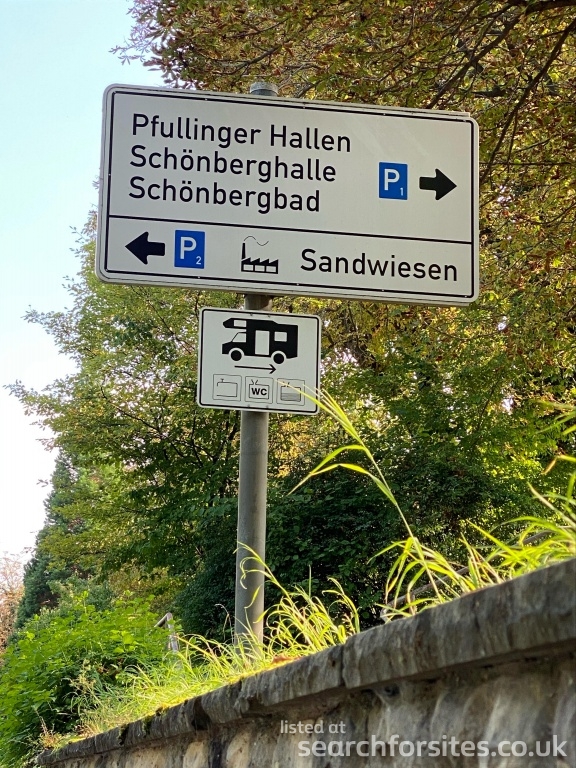 Pfullinger Hallen
Schönberghalle
Schönbergbad
P1
P2
Sandwiesen
WC
listed at
searchforsites.co.uk